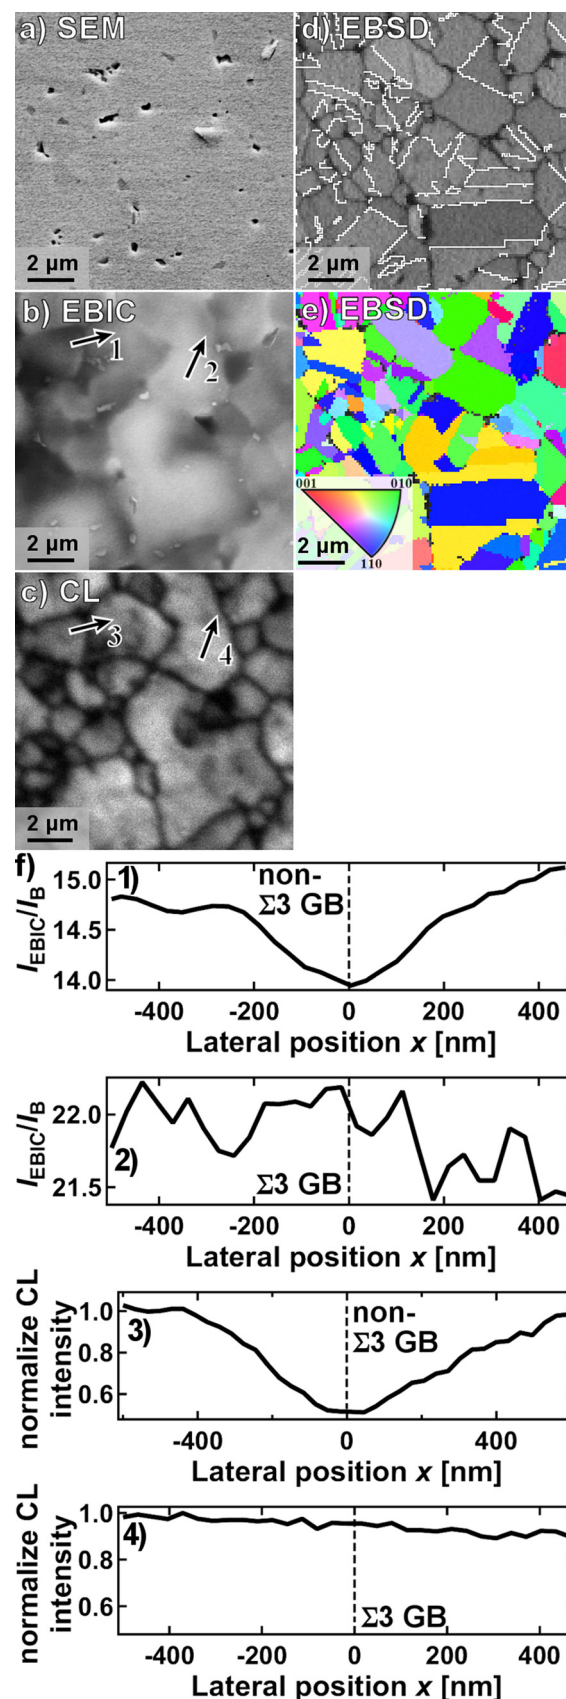 a) SEM
2 µm
d) EBSD
2 µm
b) EBIC
1
2
2 µm
e) EBSD
001
010
110
2 µm
c) CL
3
4
2 µm
f)
1)
non-
Σ3 GB
15.0
14.5
14.0
I_EBIC/I_B
-400 -200 0 200 400
Lateral position x [nm]
2)
22.0
21.5
I_EBIC/I_B
Σ3 GB
-400 -200 0 200 400
Lateral position x [nm]
3)
non-
Σ3 GB
1.0
0.8
0.6
normalize CL
intensity
-400 0 400
Lateral position x [nm]
4)
1.0
0.8
0.6
normalize CL
intensity
Σ3 GB
-400 -200 0 200 400
Lateral position x [nm]